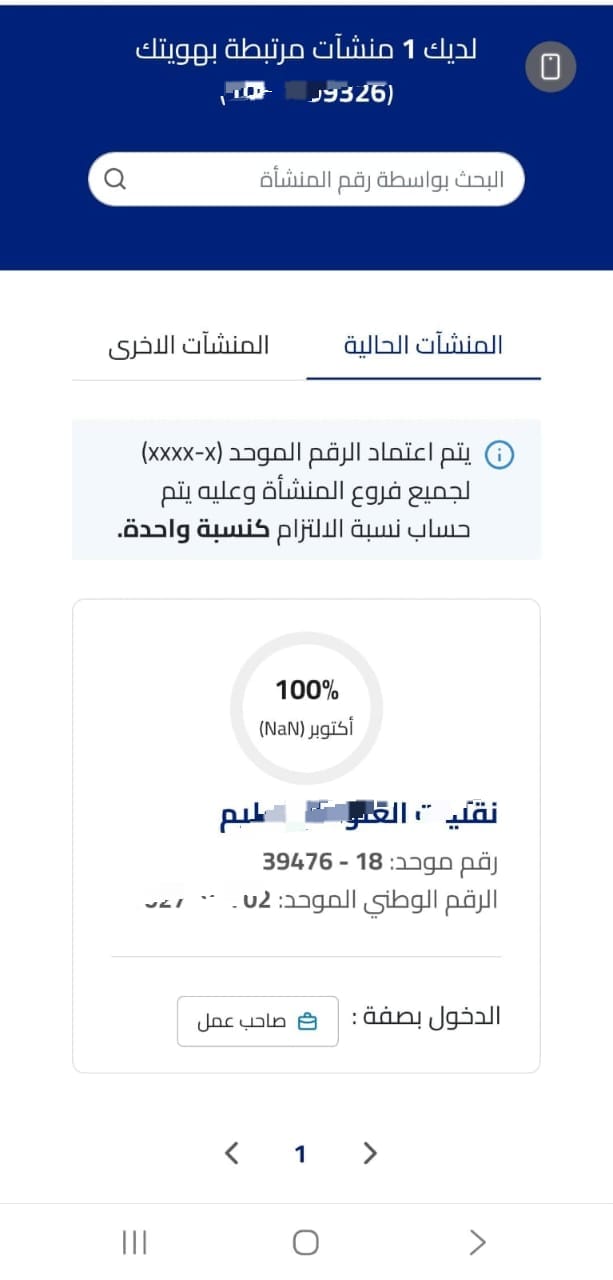 لديك 1 منشآت مرتبطة بهويتك
البحث بواسطة رقم المنشأة
المنشآت الحالية
المنشآت الاخرى
يتم اعتماد الرقم الموحد (xxxx-x)
لجميع فروع المنشأة وعليه يتم
حساب نسبة الالتزام كنسبة واحدة.
100%
أكتوبر (NaN)
رقم موحد: 18 - 39476
الرقم الوطني الموحد:
الدخول بصفة :
صاحب عمل
1